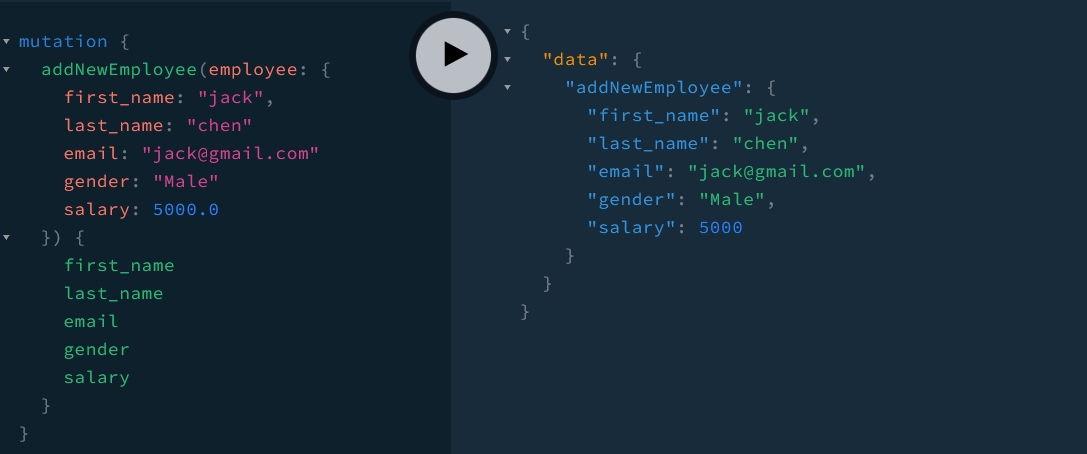 mutation {
addNewEmployee(employee: {
first_name: "jack",
last_name: "chen"
email: "jack@gmail.com"
gender: "Male"
salary: 5000.0
}) {
first_name
last_name
email
gender
salary
}
}
{
"data": {
"addNewEmployee": {
"first_name": "jack",
"last_name": "chen",
"email": "jack@gmail.com",
"gender": "Male",
"salary": 5000
}
}
}